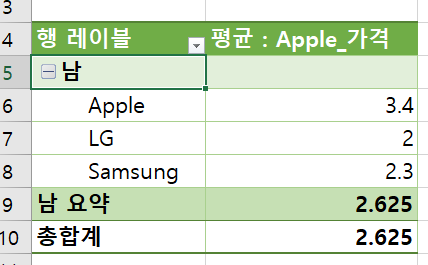 3
4 행 레이블 평균 : Apple_가격
5 남
6 Apple 3.4
7 LG 2
8 Samsung 2.3
9 남 요약 2.625
10 총합계 2.625